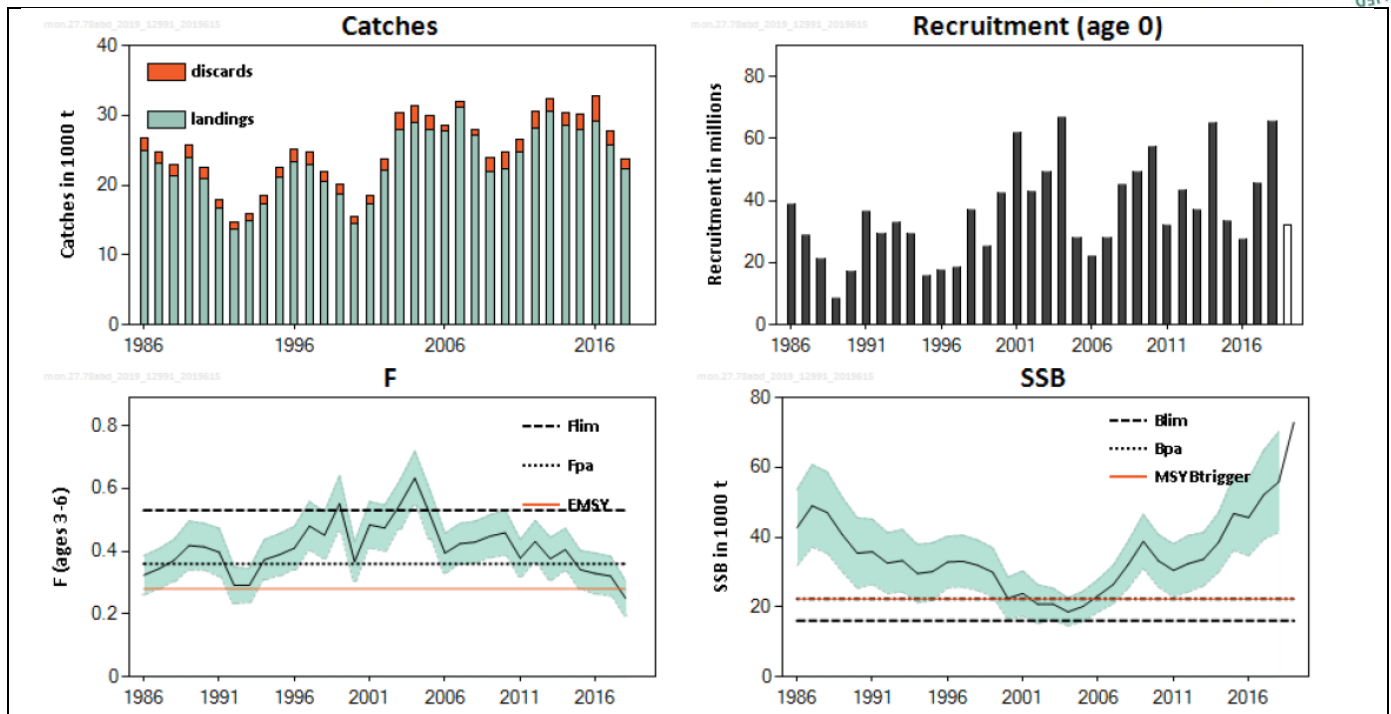 mon.27.78abd_2019_12991_2019615
Catches
Catches in 1000 t
40
30
20
10
0
discards
landings
1986 1996 2006 2016
mon.27.78abd_2019_12991_2019615
Recruitment (age 0)
Recruitment in millions
80
60
40
20
0
1986 1991 1996 2001 2006 2011 2016
mon.27.78abd_2019_12991_2019615
F
F (ages 3-6)
0.8
0.6
0.4
0.2
0
Flim
Fpa
FMSY
1986 1991 1996 2001 2006 2011 2016
mon.27.78abd_2019_12991_2019615
SSB
SSB in 1000 t
80
60
40
20
0
Blim
Bpa
MSYBtrigger
1986 1991 1996 2001 2006 2011 2016